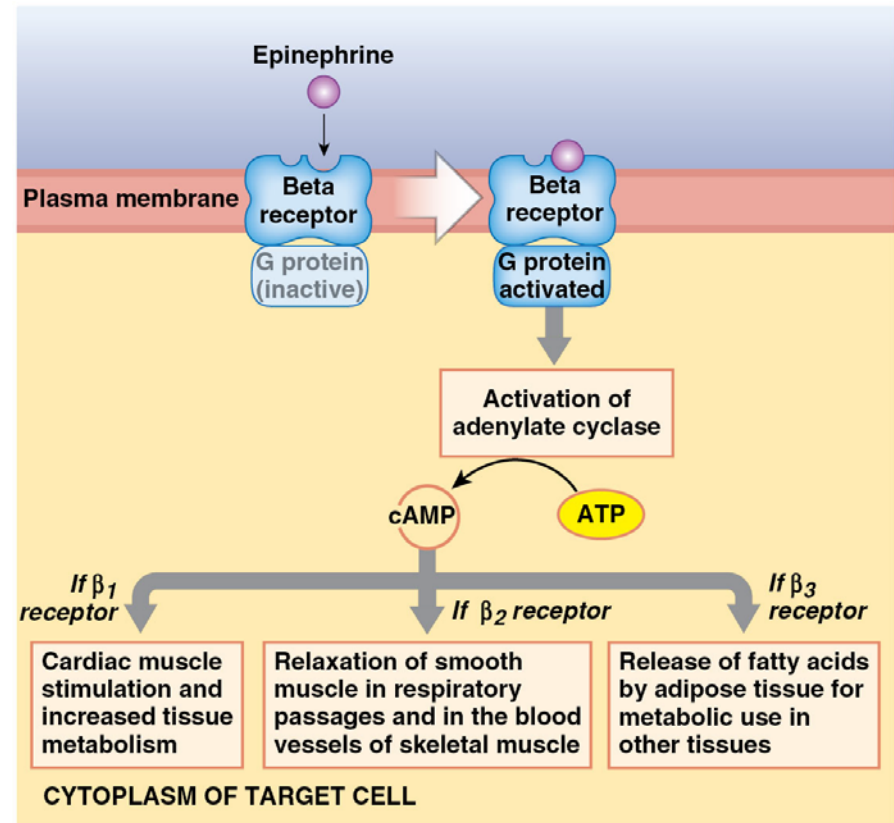 Epinephrine
Plasma membrane
Beta
receptor
G protein
(inactive)
Beta
receptor
G protein
activated
Activation of
adenylate cyclase
cAMP
ATP
If β1
receptor
If β2 receptor
If β3
receptor
Cardiac muscle
stimulation and
increased tissue
metabolism
Relaxation of smooth
muscle in respiratory
passages and in the blood
vessels of skeletal muscle
Release of fatty acids
by adipose tissue for
metabolic use in
other tissues
CYTOPLASM OF TARGET CELL